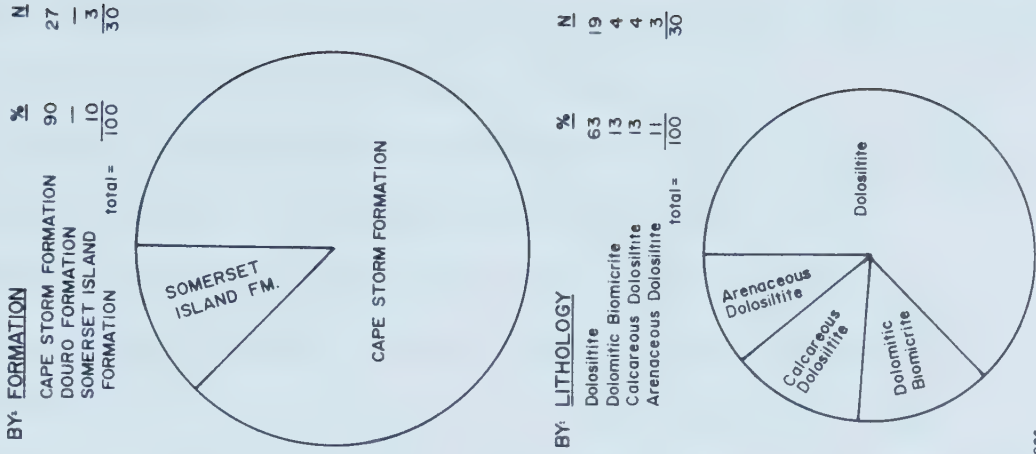 BY: FORMATION % N
CAPE STORM FORMATION 90 27
DOURO FORMATION — —
SOMERSET ISLAND 10 3
FORMATION
total = 100 30
SOMERSET
ISLAND FM.
CAPE STORM FORMATION
BY: LITHOLOGY % N
Dolosiltite 63 19
Dolomitic Biomicrite 13 4
Calcareous Dolosiltite 13 4
Arenaceous Dolosiltite 11 3
total = 100 30
Arenaceous
Dolosiltite
Calcareous
Dolosiltite
Dolomitic
Biomicrite
Dolosiltite